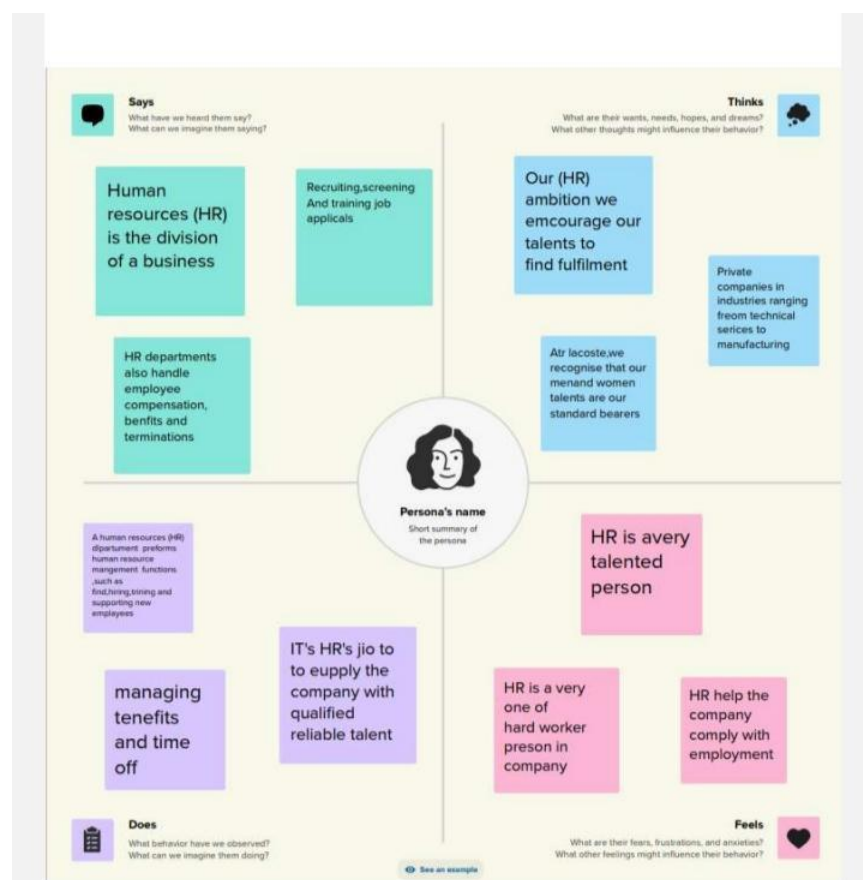 Says
What have we heard them say?
What can we imagine them saying?
Human
resources (HR)
is the division
of a business
Recruiting,screening
And training job
applicals
HR departments
also handle
employee
compensation,
benfits and
terminations
Thinks
What are their wants, needs, hopes, and dreams?
What other thoughts might influence their behavior?
Our (HR)
ambition we
emcourage our
talents to
find fulfilment
Private
companies in
industries ranging
freom technical
serices to
manufacturing
Atr lacoste,we
recognise that our
menand women
talents are our
standard bearers
Persona's name
Short summary of
the persona
A human resources (HR)
dipartument preforms
human resource
mangement functions
,such as
find,hiring,trining and
supporting new
emplayees
IT's HR's jio to
to eupply the
company with
qualified
reliable talent
managing
tenefits
and time
off
Does
What behavior have we observed?
What can we imagine them doing?
HR is avery
talented
person
HR is a very
one of
hard worker
preson in
company
HR help the
company
comply with
employment
Feels
What are their fears, frustrations, and anxieties?
What other feelings might influence their behavior?
See an example